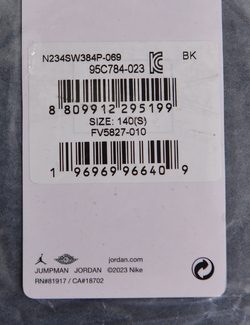 N234SW384P-069 BK
95C784-023
8 809912 295199
SIZE: 140(S)
FV5827-010
1 96969 96640 9
jordan.com
JUMPMAN JORDAN ©2023 Nike
RN#81917 / CA#18702